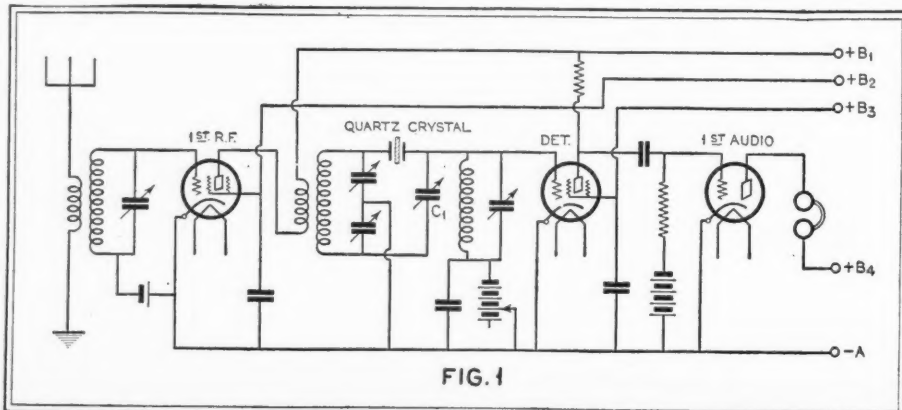 +B1
+B2
+B3
1ST. R.F.
QUARTZ CRYSTAL
DET.
1ST AUDIO
C1
+B4
-A
FIG. 1